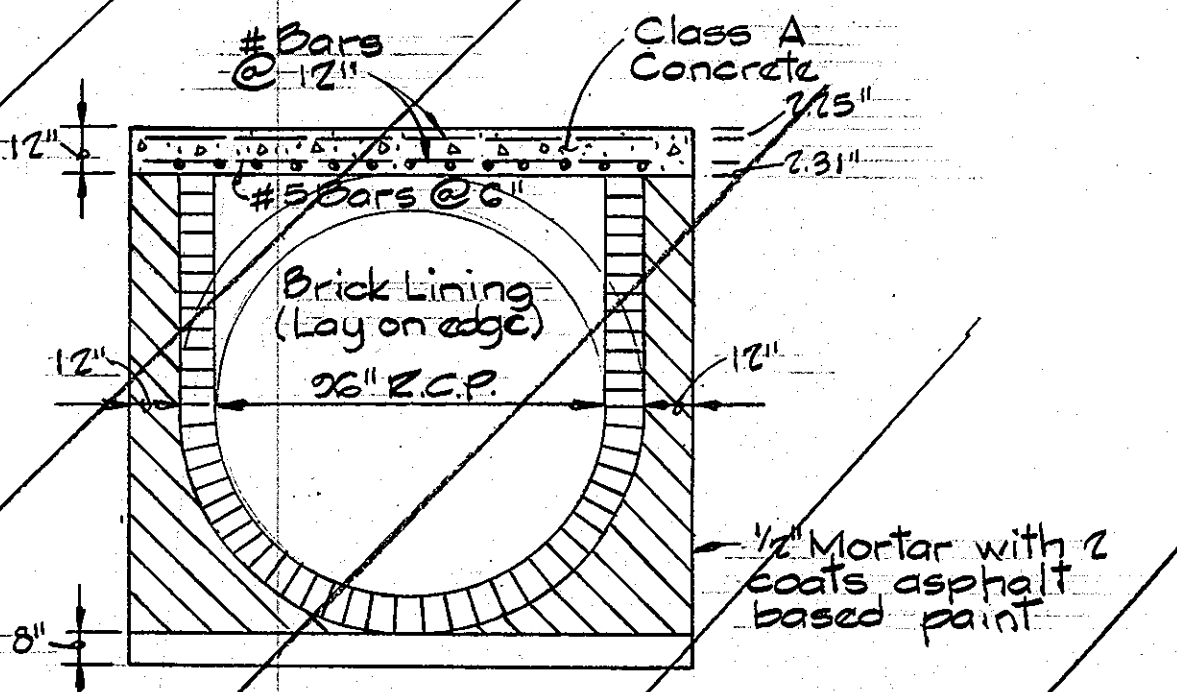 # Bars
@ 12"
Class A
Concrete
2.25"
12"
2.31"
# 5 Bars @ 6"
Brick Lining
(Lay on edge)
12"
96" R.C.P.
12"
1/2" Mortar with 2
coats asphalt
based paint
8"